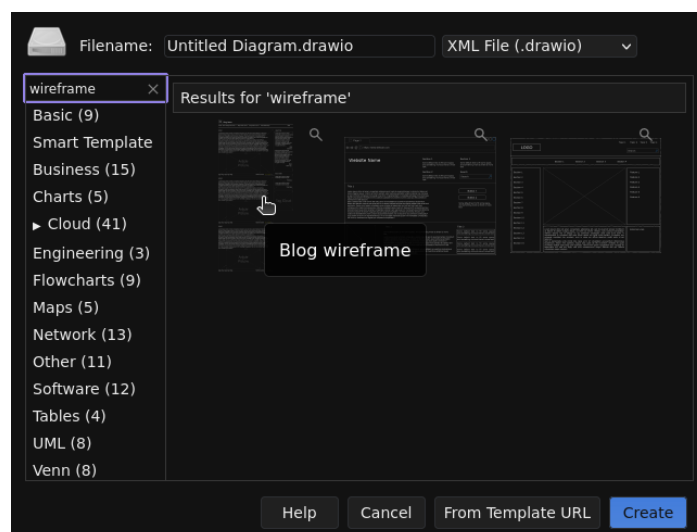 Filename: Untitled Diagram.drawio XML File (.drawio)
wireframe
Results for 'wireframe'
Basic (9)
Smart Template
Business (15)
Charts (5)
Cloud (41)
Engineering (3)
Flowcharts (9)
Maps (5)
Network (13)
Other (11)
Software (12)
Tables (4)
UML (8)
Venn (8)
Website Name
LOGO
Blog wireframe
Help Cancel From Template URL Create